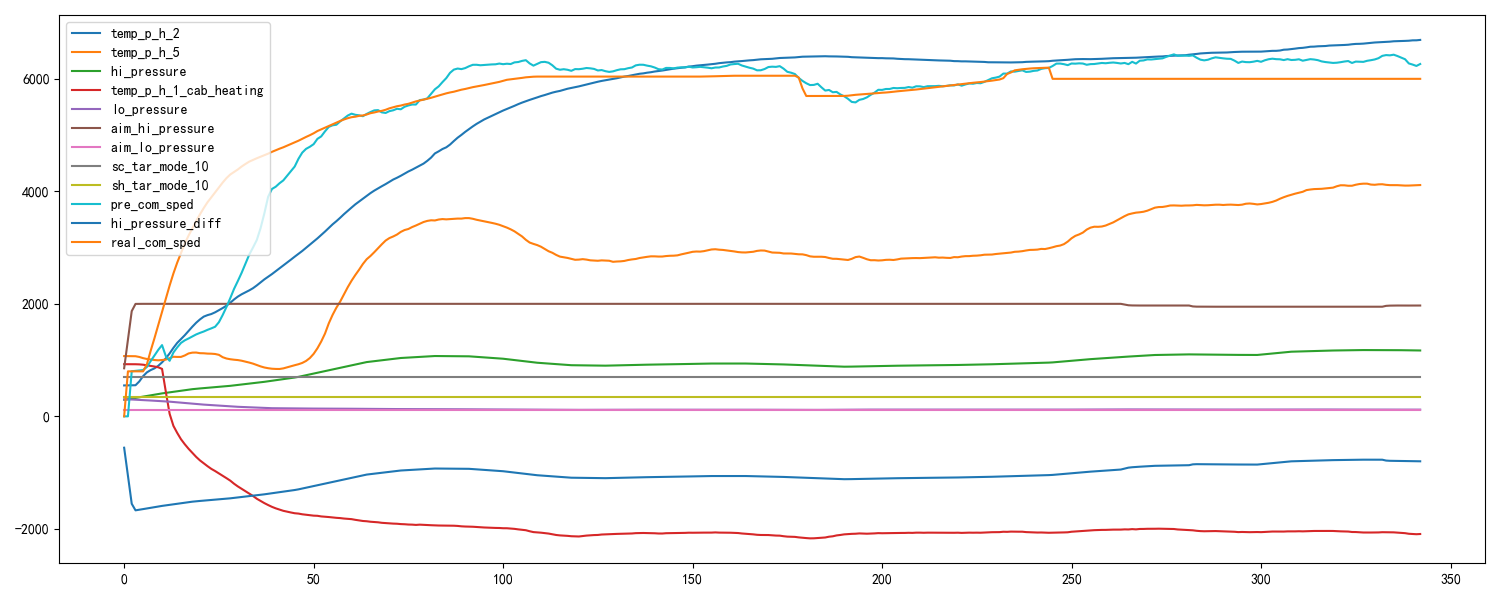 temp_p_h_2
temp_p_h_5
hi_pressure
temp_p_h_1_cab_heating
lo_pressure
aim_hi_pressure
aim_lo_pressure
sc_tar_mode_10
sh_tar_mode_10
pre_com_sped
hi_pressure_diff
real_com_sped
6000
4000
2000
0
−2000
0 50 100 150 200 250 300 350